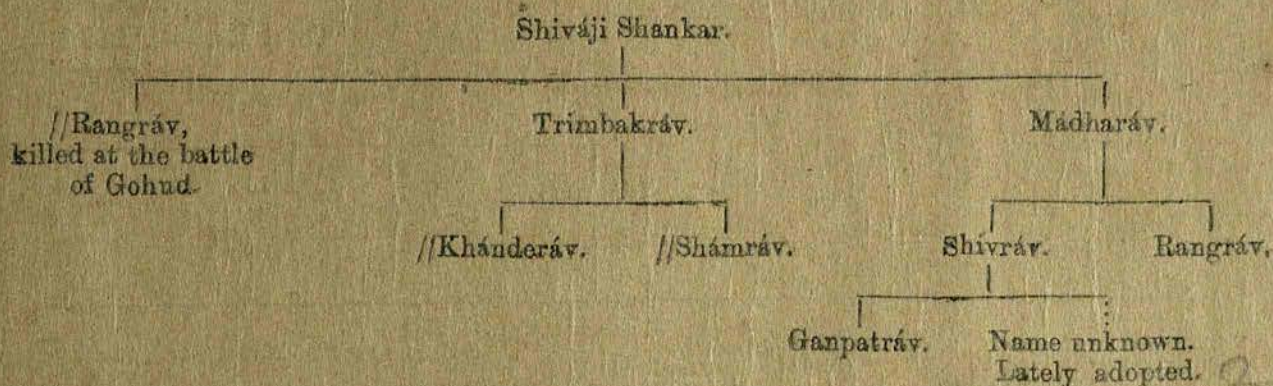 Shiváji Shankar.
//Rangráv, Trimbakráv. Mádharáv.
killed at the battle
of Gohud.
//Khánderáv. //Shámráv. Shívráv. Rangráv.
Ganpatráv. Name unknown.
Lately adopted.